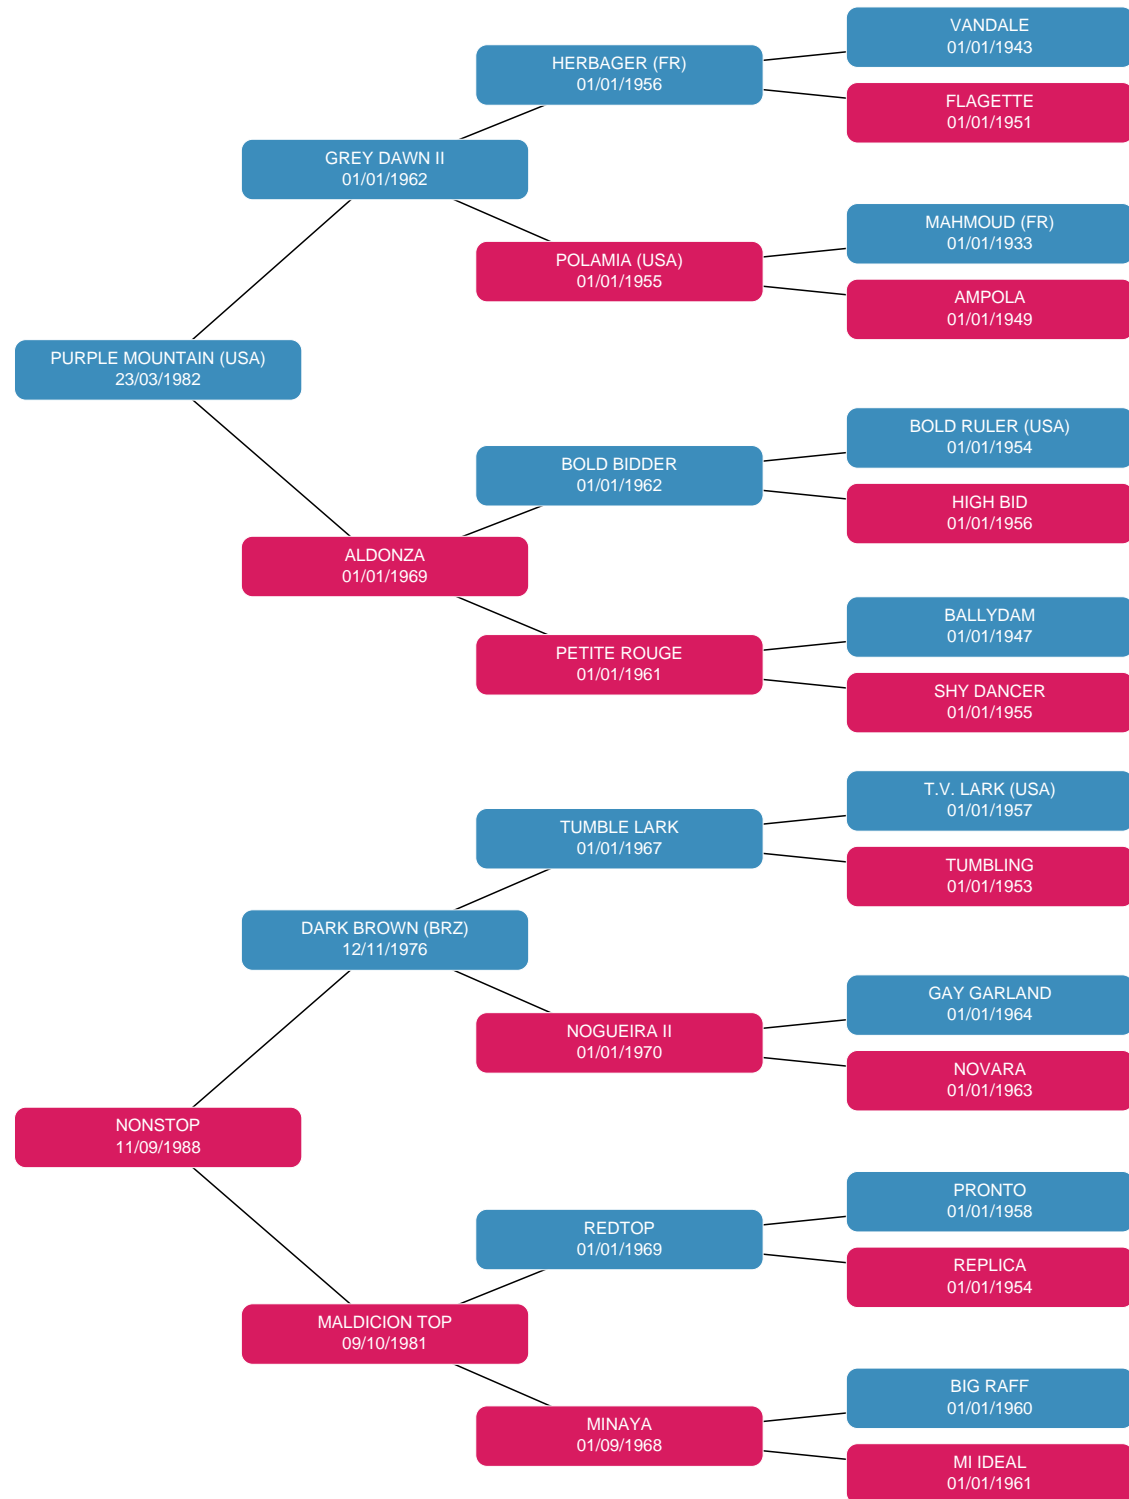 VANDALE
01/01/1943
HERBAGER (FR)
01/01/1956
FLAGETTE
01/01/1951
GREY DAWN II
01/01/1962
MAHMOUD (FR)
01/01/1933
POLAMIA (USA)
01/01/1955
AMPOLA
01/01/1949
PURPLE MOUNTAIN (USA)
23/03/1982
BOLD RULER (USA)
01/01/1954
BOLD BIDDER
01/01/1962
HIGH BID
01/01/1956
ALDONZA
01/01/1969
BALLYDAM
01/01/1947
PETITE ROUGE
01/01/1961
SHY DANCER
01/01/1955
T.V. LARK (USA)
01/01/1957
TUMBLE LARK
01/01/1967
TUMBLING
01/01/1953
DARK BROWN (BRZ)
12/11/1976
GAY GARLAND
01/01/1964
NOGUEIRA II
01/01/1970
NOVARA
01/01/1963
NONSTOP
11/09/1988
PRONTO
01/01/1958
REDTOP
01/01/1969
REPLICA
01/01/1954
MALDICION TOP
09/10/1981
BIG RAFF
01/01/1960
MINAYA
01/09/1968
MI IDEAL
01/01/1961